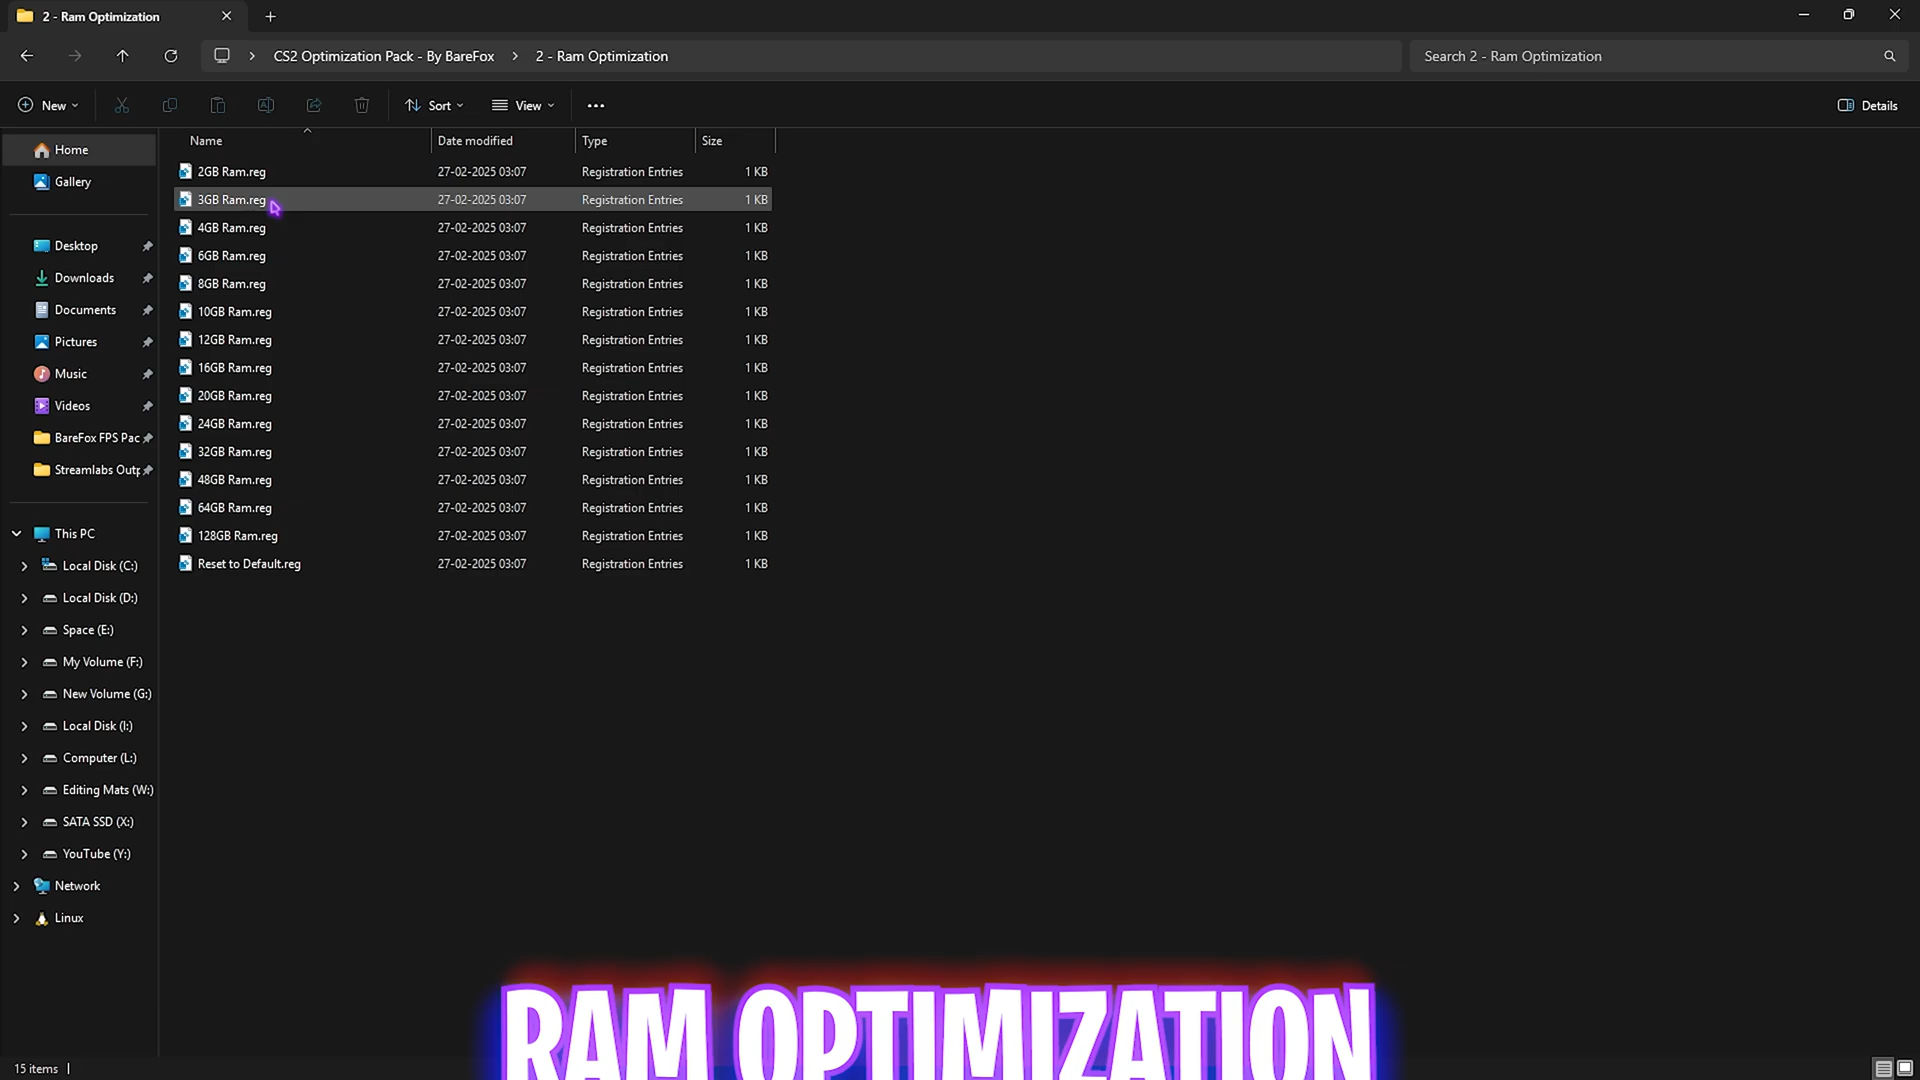 2 - Ram Optimization
CS2 Optimization Pack - By BareFox > 2 - Ram Optimization
Search 2 - Ram Optimization
New Sort View Details
Name Date modified Type Size
Home
Gallery
Desktop
Downloads
Documents
Pictures
Music
Videos
BareFox FPS Pac
Streamlabs Outp
This PC
Local Disk (C:)
Local Disk (D:)
Space (E:)
My Volume (F:)
New Volume (G:)
Local Disk (I:)
Computer (L:)
Editing Mats (W:)
SATA SSD (X:)
YouTube (Y:)
Network
Linux
2GB Ram.reg 27-02-2025 03:07 Registration Entries 1 KB
3GB Ram.reg 27-02-2025 03:07 Registration Entries 1 KB
4GB Ram.reg 27-02-2025 03:07 Registration Entries 1 KB
6GB Ram.reg 27-02-2025 03:07 Registration Entries 1 KB
8GB Ram.reg 27-02-2025 03:07 Registration Entries 1 KB
10GB Ram.reg 27-02-2025 03:07 Registration Entries 1 KB
12GB Ram.reg 27-02-2025 03:07 Registration Entries 1 KB
16GB Ram.reg 27-02-2025 03:07 Registration Entries 1 KB
20GB Ram.reg 27-02-2025 03:07 Registration Entries 1 KB
24GB Ram.reg 27-02-2025 03:07 Registration Entries 1 KB
32GB Ram.reg 27-02-2025 03:07 Registration Entries 1 KB
48GB Ram.reg 27-02-2025 03:07 Registration Entries 1 KB
64GB Ram.reg 27-02-2025 03:07 Registration Entries 1 KB
128GB Ram.reg 27-02-2025 03:07 Registration Entries 1 KB
Reset to Default.reg 27-02-2025 03:07 Registration Entries 1 KB
RAM OPTIMIZATION
15 items